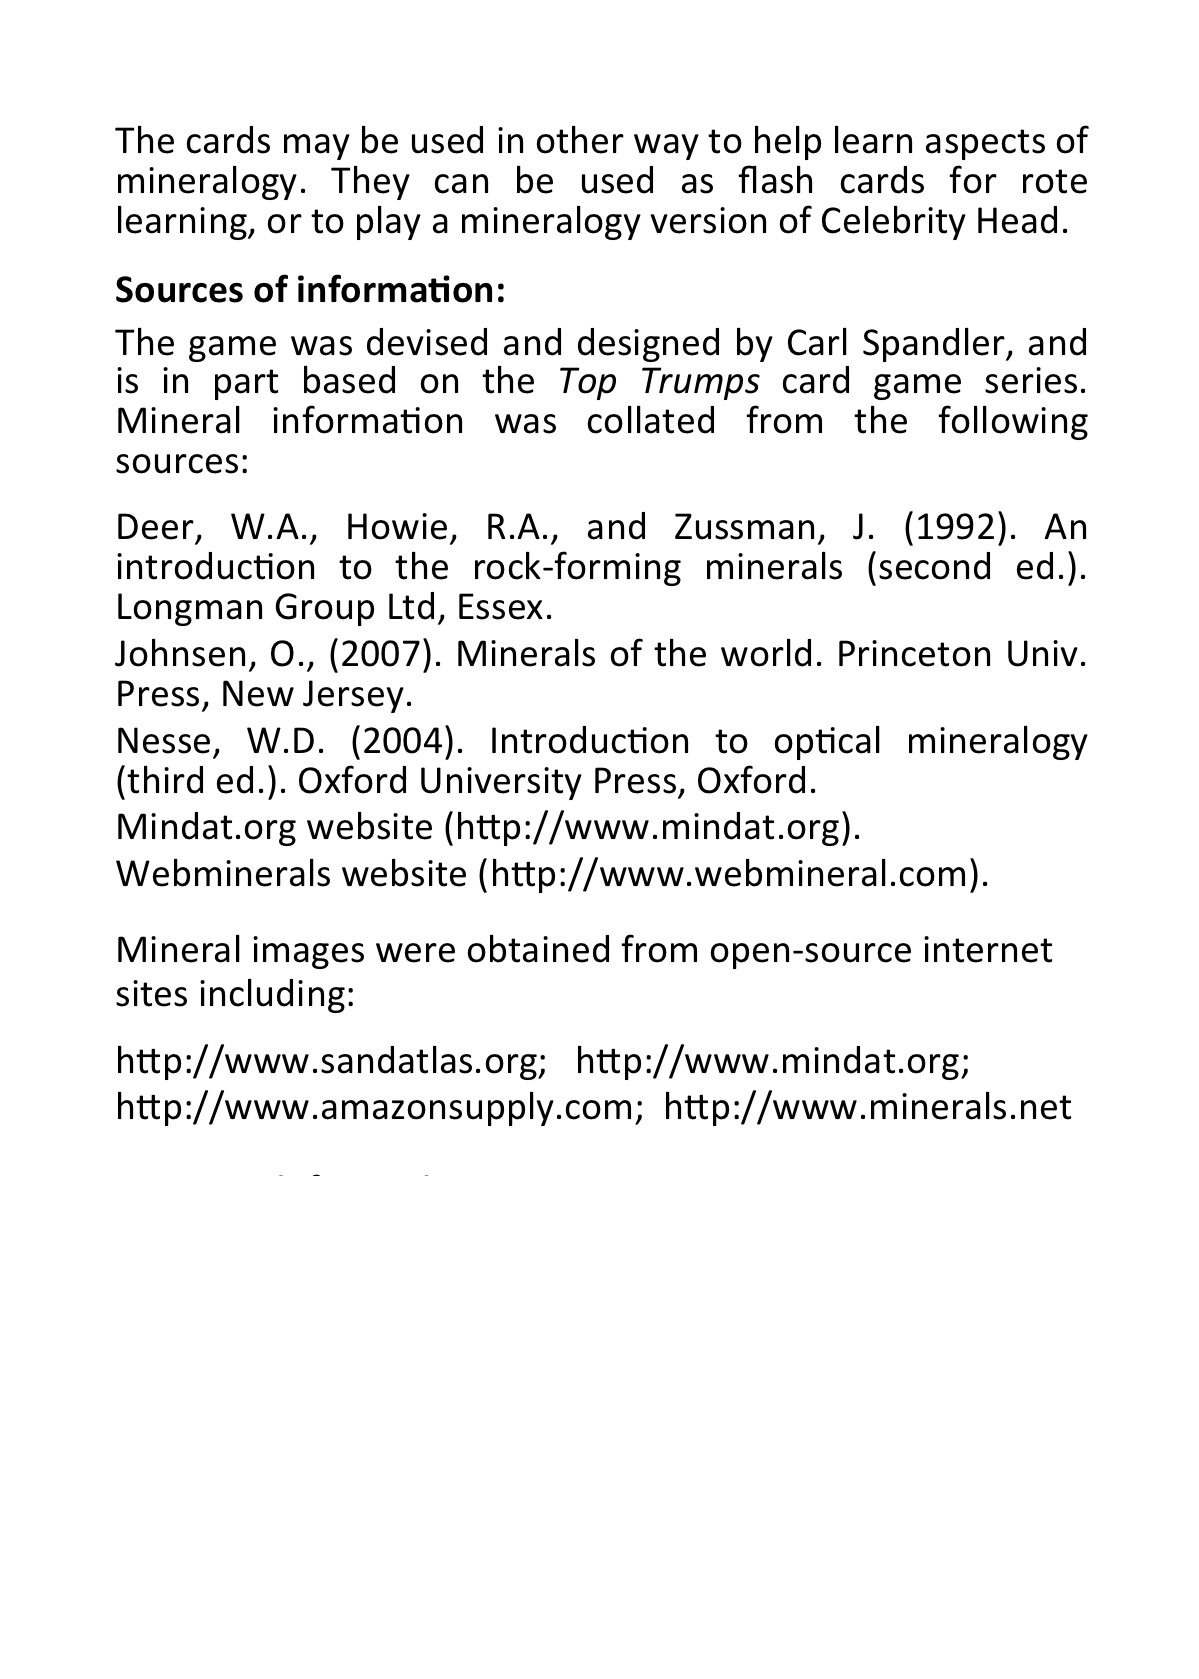 The cards may be used in other way to help learn aspects of
mineralogy. They can be used as flash cards for rote
learning, or to play a mineralogy version of Celebrity Head.
Sources of information:
The game was devised and designed by Carl Spandler, and
is in part based on the Top Trumps card game series.
Mineral information was collated from the following
sources:
Deer, W.A., Howie, R.A., and Zussman, J. (1992). An
introduction to the rock-forming minerals (second ed.).
Longman Group Ltd, Essex.
Johnsen, O., (2007). Minerals of the world. Princeton Univ.
Press, New Jersey.
Nesse, W.D. (2004). Introduction to optical mineralogy
(third ed.). Oxford University Press, Oxford.
Mindat.org website (http://www.mindat.org).
Webminerals website (http://www.webmineral.com).
Mineral images were obtained from open-source internet
sites including:
http://www.sandatlas.org; http://www.mindat.org;
http://www.amazonsupply.com; http://www.minerals.net